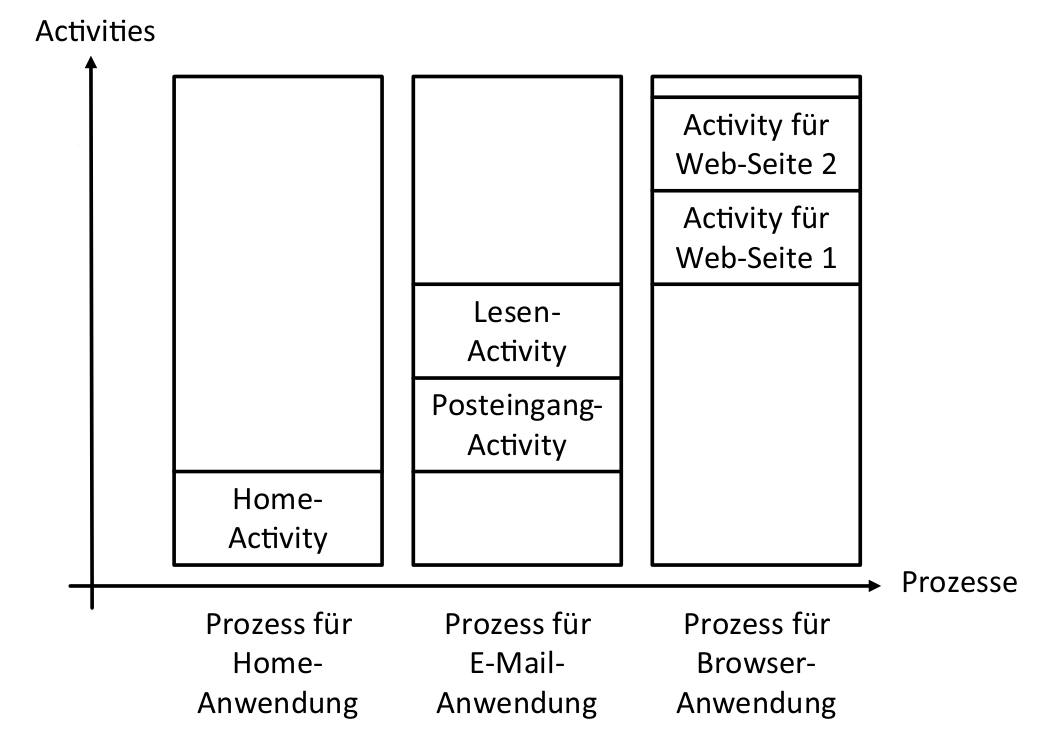 Activities
Activity für
Web-Seite 2
Activity für
Web-Seite 1
Lesen-
Activity
Posteingang-
Activity
Home-
Activity
Prozesse
Prozess für
Home-
Anwendung
Prozess für
E-Mail-
Anwendung
Prozess für
Browser-
Anwendung